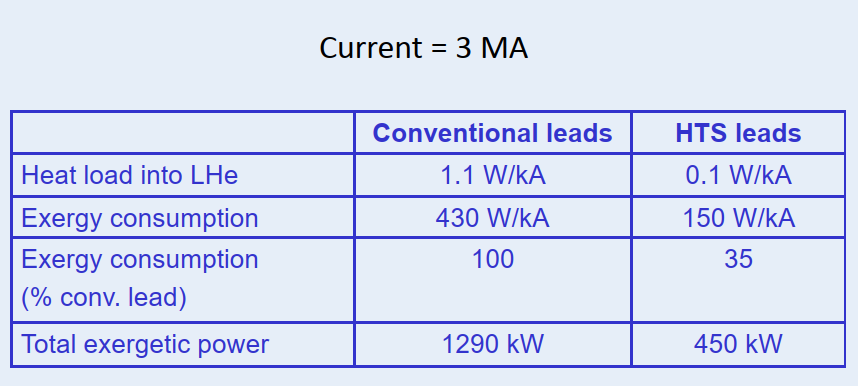 Current = 3 MA
Conventional leads HTS leads
Heat load into LHe 1.1 W/kA 0.1 W/kA
Exergy consumption 430 W/kA 150 W/kA
Exergy consumption 100 35
(% conv. lead)
Total exergetic power 1290 kW 450 kW